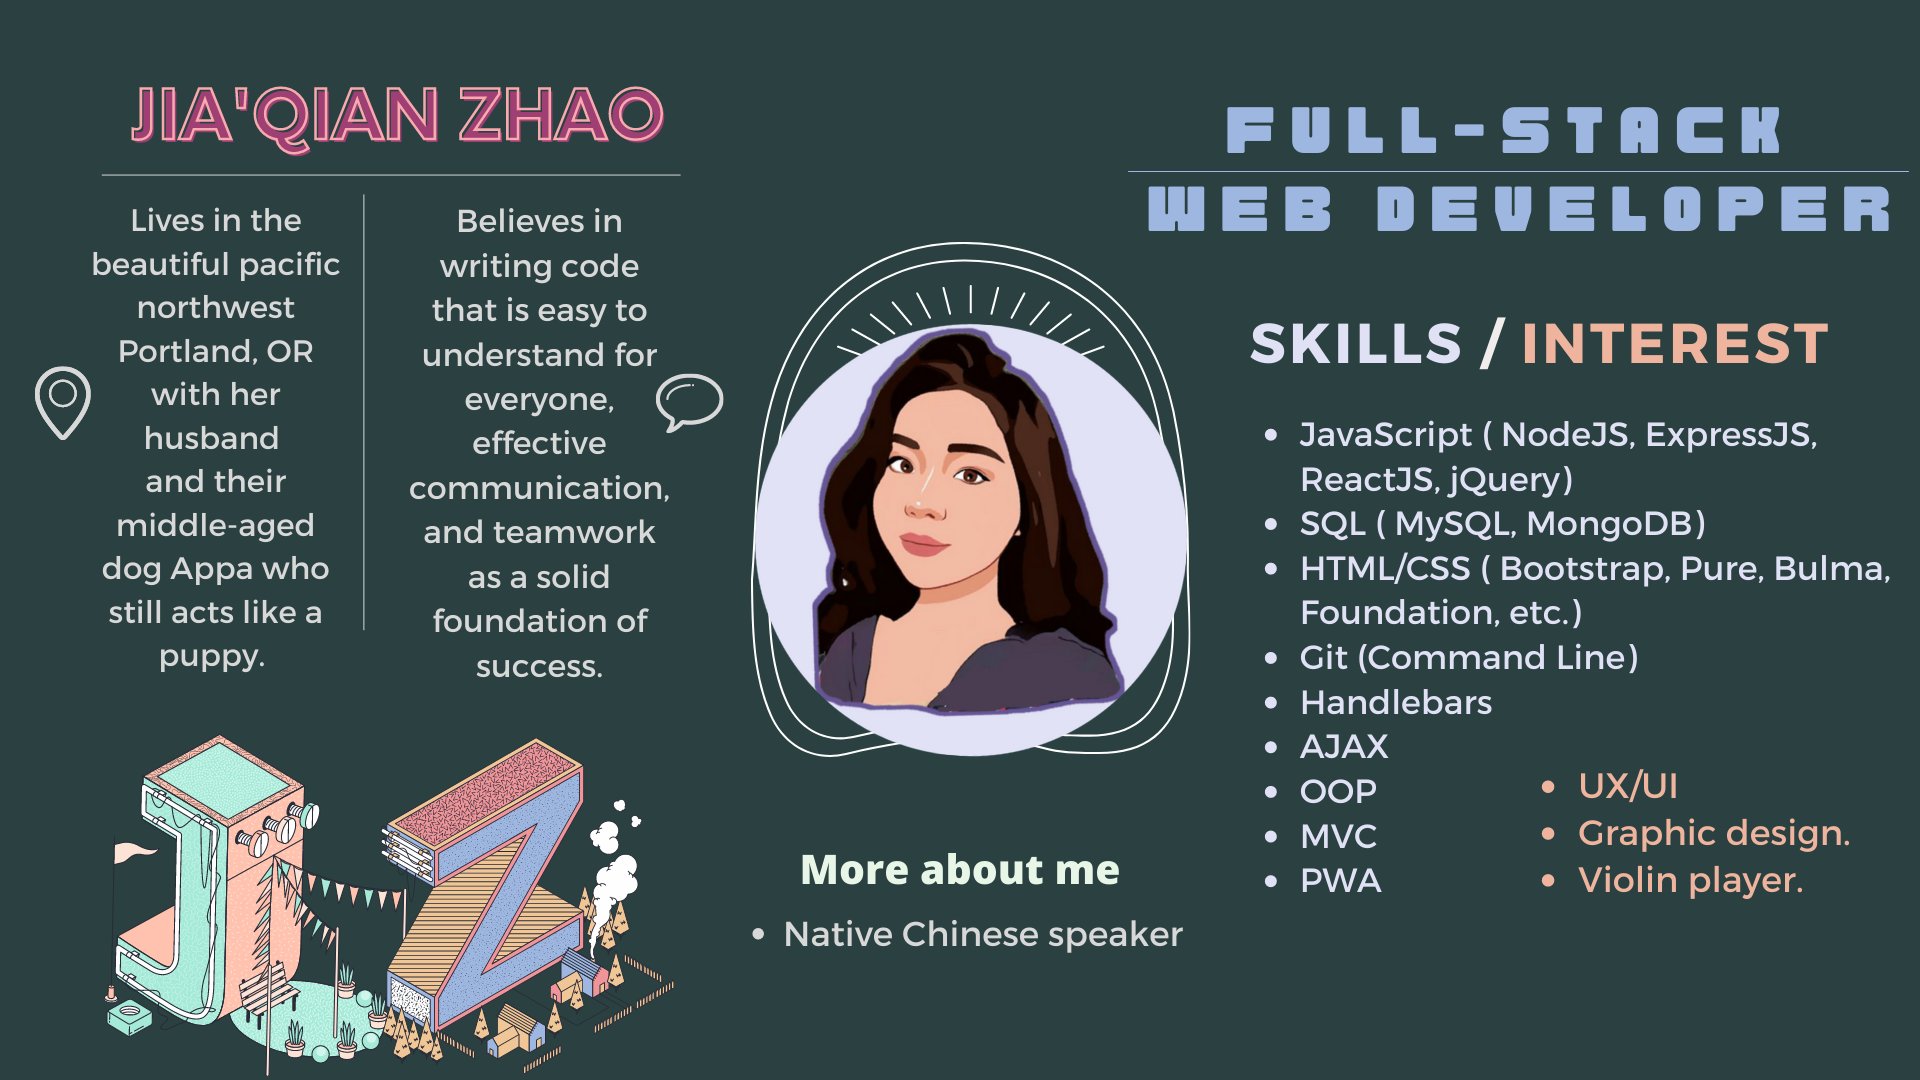 JIA'QIAN ZHAO
Lives in the
beautiful pacific
northwest
Portland, OR
with her
husband
and their
middle-aged
dog Appa who
still acts like a
puppy.
Believes in
writing code
that is easy to
understand for
everyone,
effective
communication,
and teamwork
as a solid
foundation of
success.
JZ
More about me
• Native Chinese speaker
FULL-STACK
WEB DEVELOPER
SKILLS / INTEREST
• JavaScript ( NodeJS, ExpressJS,
ReactJS, jQuery)
• SQL ( MySQL, MongoDB)
• HTML/CSS ( Bootstrap, Pure, Bulma,
Foundation, etc.)
• Git (Command Line)
• Handlebars
• AJAX
• OOP
• MVC
• PWA
• UX/UI
• Graphic design.
• Violin player.